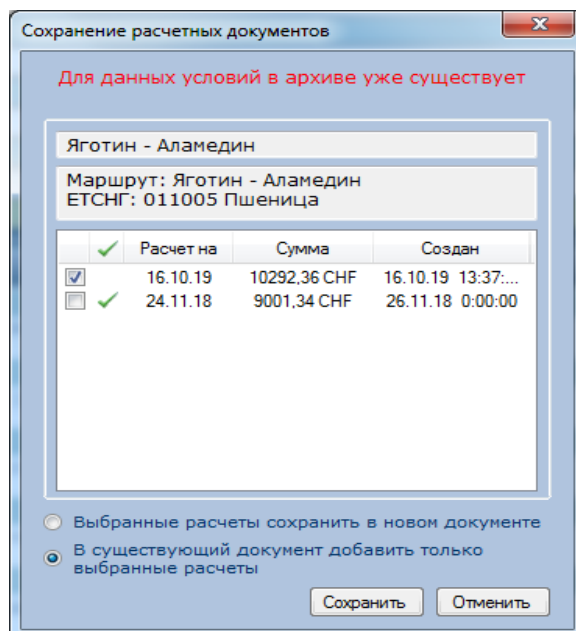 Сохранение расчетных документов
Для данных условий в архиве уже существует
Яготин - Аламедин
Маршрут: Яготин - Аламедин
ЕТСНГ: 011005 Пшеница
Расчет на Сумма Создан
16.10.19 10292,36 CHF 16.10.19 13:37:...
24.11.18 9001,34 CHF 26.11.18 0:00:00
Выбранные расчеты сохранить в новом документе
В существующий документ добавить только
выбранные расчеты
Сохранить Отменить